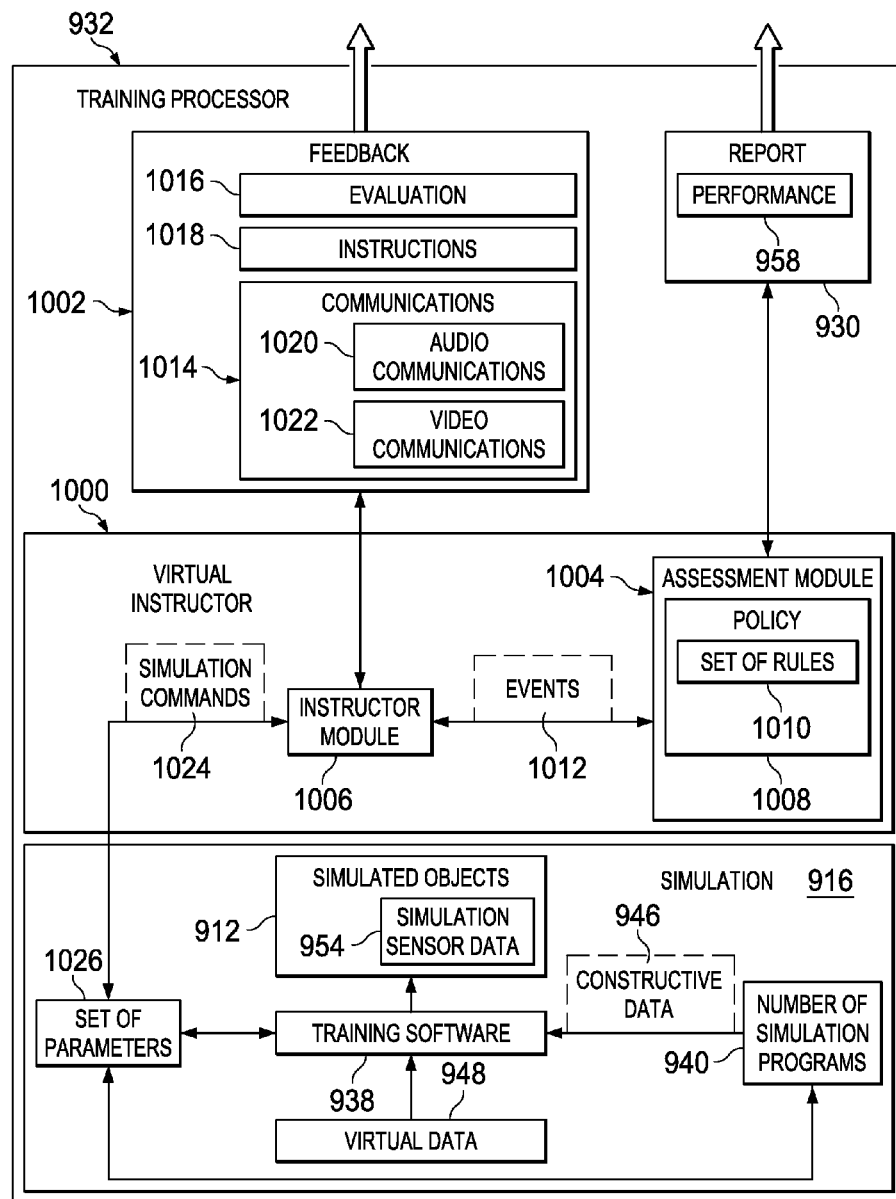 932
TRAINING PROCESSOR
FEEDBACK
1016
EVALUATION
1018
INSTRUCTIONS
1002
COMMUNICATIONS
1014
1020
AUDIO
COMMUNICATIONS
1022
VIDEO
COMMUNICATIONS
REPORT
PERFORMANCE
958
930
1000
VIRTUAL
INSTRUCTOR
SIMULATION
COMMANDS
1024
INSTRUCTOR
MODULE
1006
EVENTS
1012
1004
ASSESSMENT MODULE
POLICY
SET OF RULES
1010
1008
SIMULATED OBJECTS
912
954
SIMULATION
SENSOR DATA
SIMULATION 916
946
CONSTRUCTIVE
DATA
1026
SET OF
PARAMETERS
TRAINING SOFTWARE
938
948
VIRTUAL DATA
NUMBER OF
SIMULATION
PROGRAMS
940